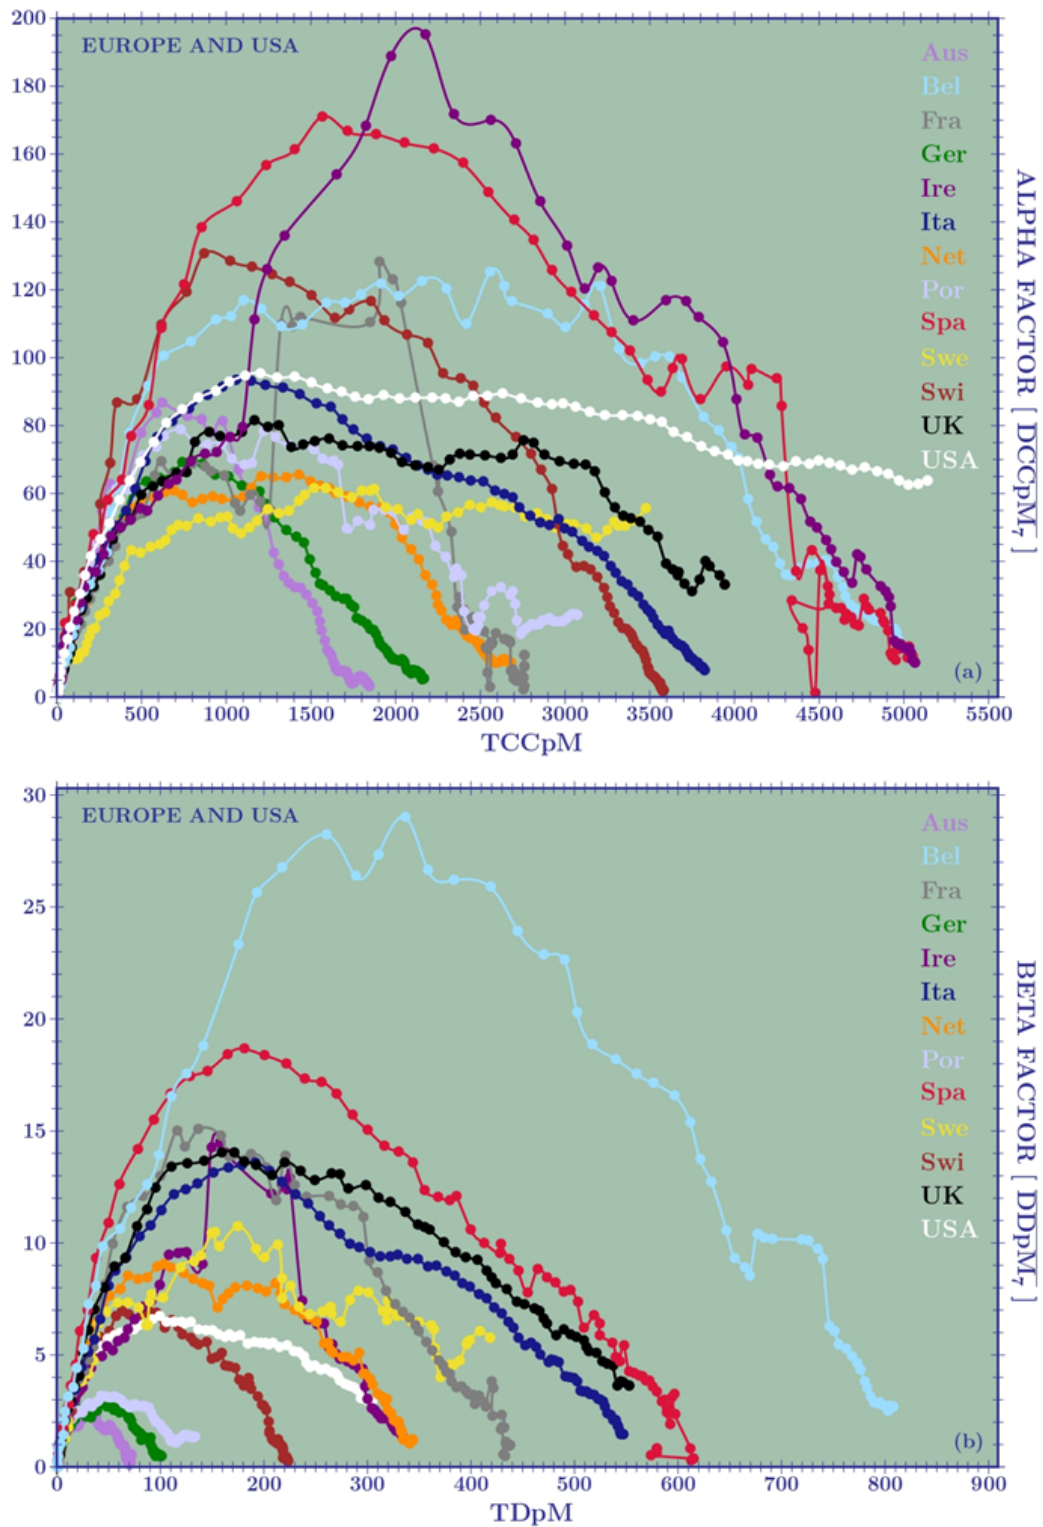 200
180
160
140
120
100
80
60
40
20
0
EUROPE AND USA
Aus
Bel
Fra
Ger
Ire
Ita
Net
Por
Spa
Swe
Swi
UK
USA
(a)
0 500 1000 1500 2000 2500 3000 3500 4000 4500 5000 5500
TCCpM
ALPHA FACTOR [ DCCpM₇ ]
30
25
20
15
10
5
0
EUROPE AND USA
Aus
Bel
Fra
Ger
Ire
Ita
Net
Por
Spa
Swe
Swi
UK
USA
(b)
0 100 200 300 400 500 600 700 800 900
TDpM
BETA FACTOR [ DDpM₇ ]